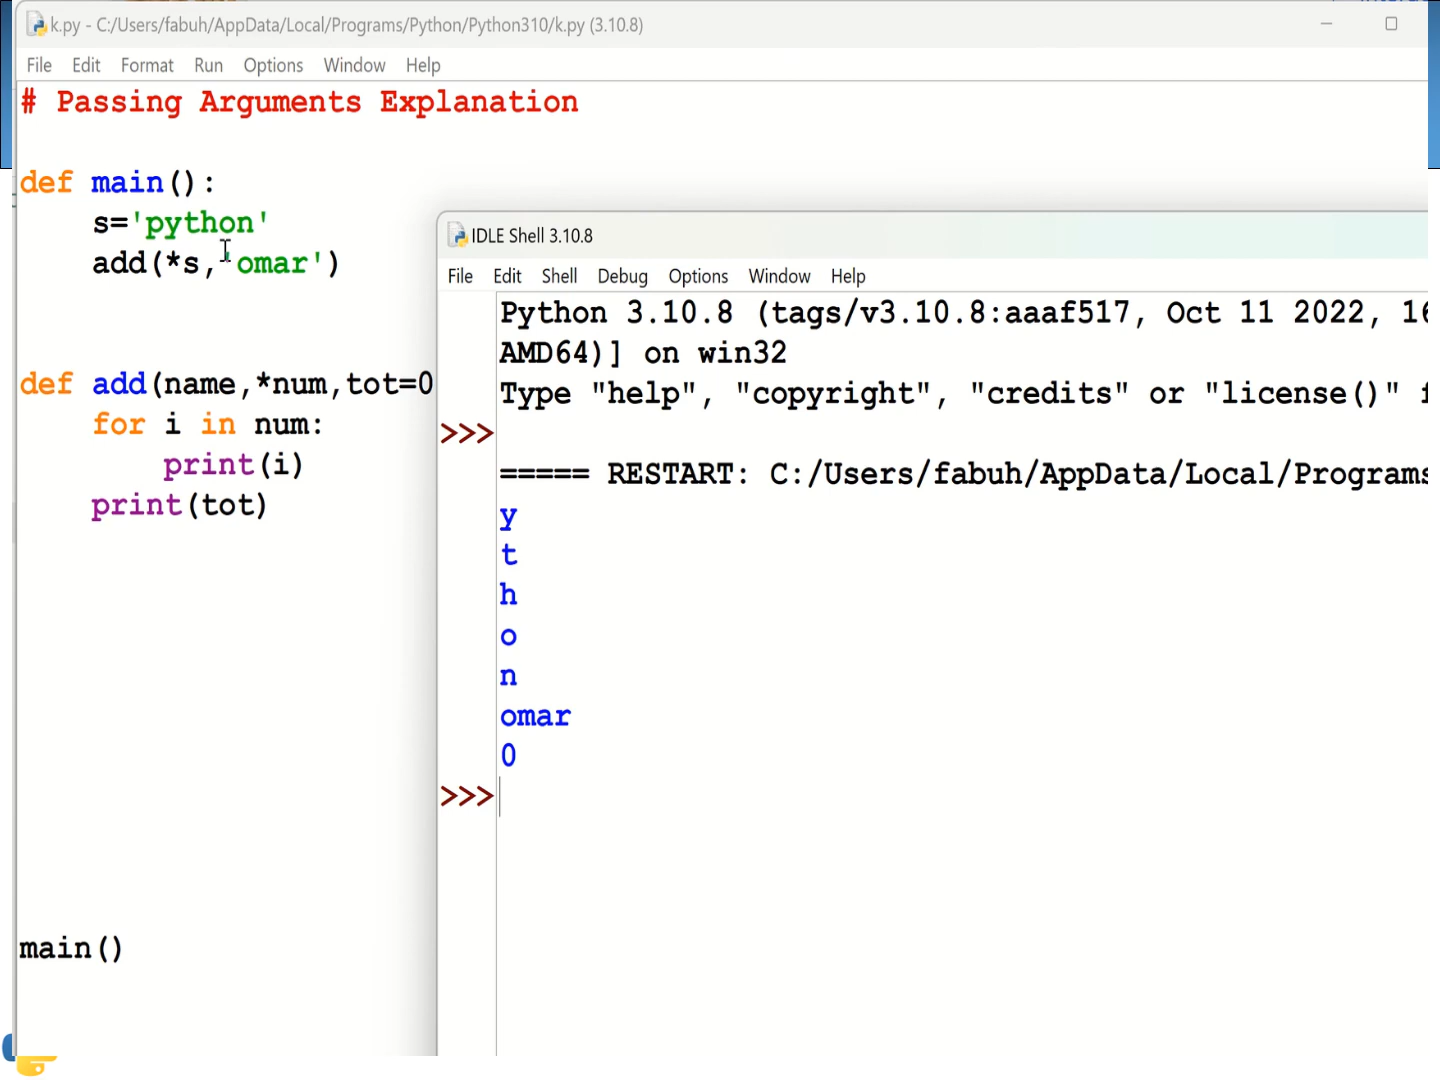 k.py - C:/Users/fabuh/AppData/Local/Programs/Python/Python310/k.py (3.10.8)
File Edit Format Run Options Window Help
# Passing Arguments Explanation
def main():
    s='python'
    add(*s,'omar')
def add(name,*num,tot=0
    for i in num:
        print(i)
    print(tot)
main()
IDLE Shell 3.10.8
File Edit Shell Debug Options Window Help
Python 3.10.8 (tags/v3.10.8:aaaf517, Oct 11 2022, 16
AMD64)] on win32
Type "help", "copyright", "credits" or "license()" f
>>>
===== RESTART: C:/Users/fabuh/AppData/Local/Programs
y
t
h
o
n
omar
0
>>>